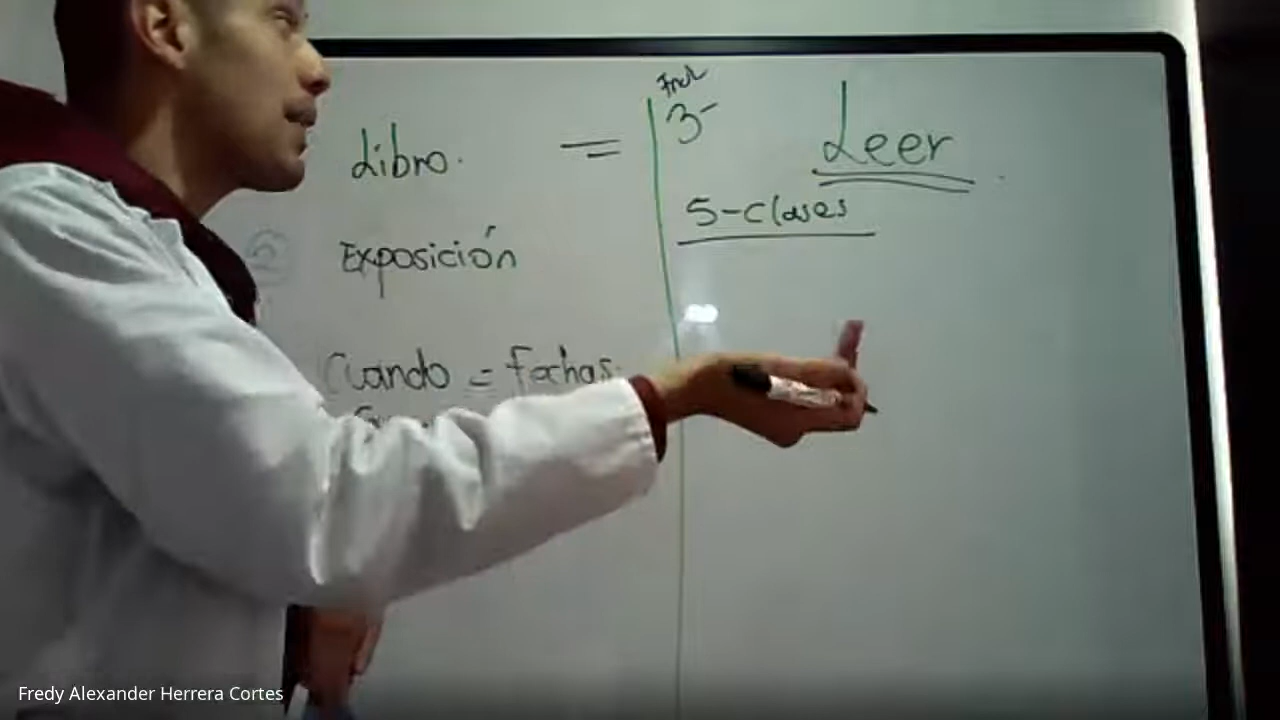 Libro. =
Exposición
Cuando = fechas.
3-
Leer
5-clases
Fredy Alexander Herrera Cortes